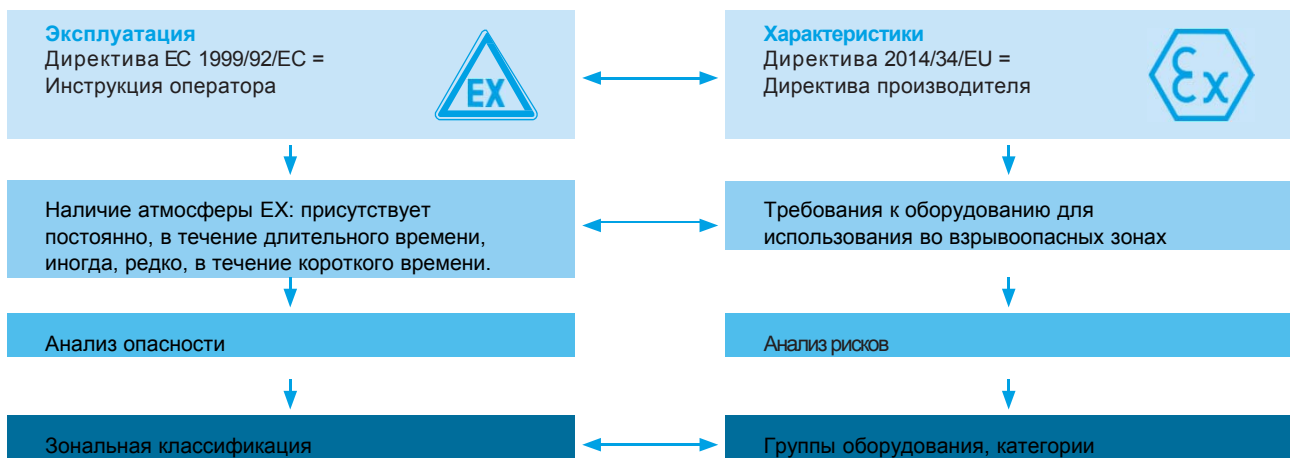 Эксплуатация
Директива ЕС 1999/92/EC =
Инструкция оператора
EX
Характеристики
Директива 2014/34/EU =
Директива производителя
Ex
Наличие атмосферы EX: присутствует
постоянно, в течение длительного времени,
иногда, редко, в течение короткого времени.
Требования к оборудованию для
использования во взрывоопасных зонах
Анализ опасности
Анализ рисков
Зональная классификация
Группы оборудования, категории